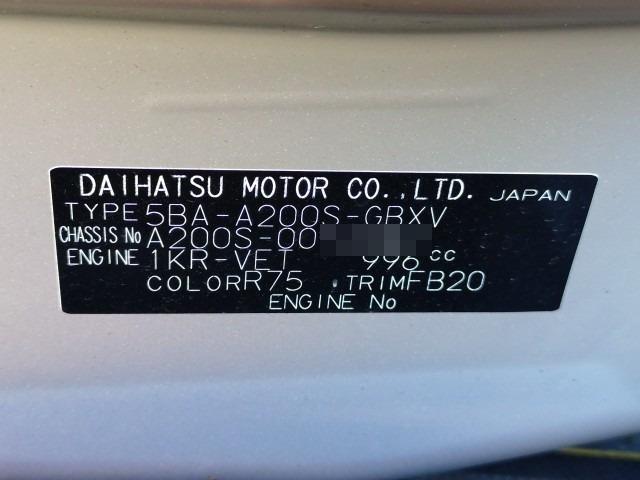 DAIHATSU MOTOR CO.,LTD. JAPAN
TYPE 5BA-A200S-GBXV
CHASSIS No A200S-00
ENGINE 1KR-VET 996 cc
COLOR R75 TRIM FB20
ENGINE No